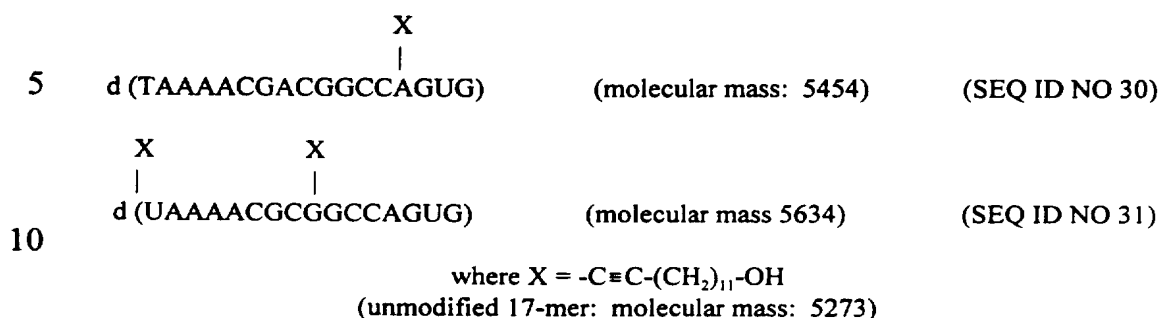 X
|
5 d (TAAAACGACGGCCAGUG) (molecular mass: 5454) (SEQ ID NO 30)
X X
| |
d (UAAAACGCGGCCAGUG) (molecular mass 5634) (SEQ ID NO 31)
10
where X = -C≡C-(CH₂)₁₁-OH
(unmodified 17-mer: molecular mass: 5273)